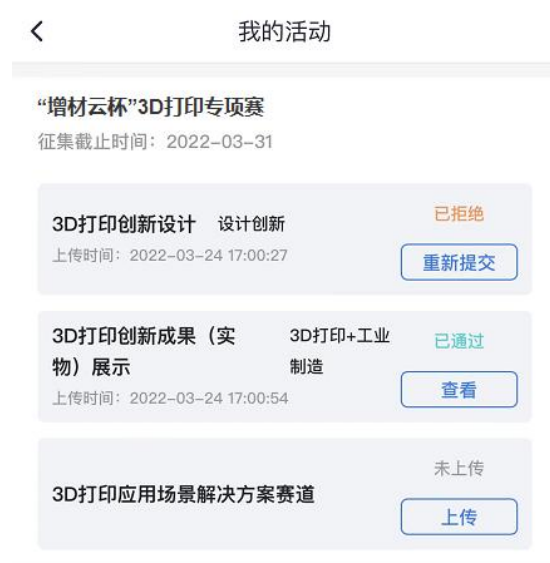 我的活动
“增材云杯”3D打印专项赛
征集截止时间：2022-03-31
3D打印创新设计 设计创新 已拒绝
上传时间：2022-03-24 17:00:27 重新提交
3D打印创新成果（实 3D打印+工业 已通过
物）展示 制造
上传时间：2022-03-24 17:00:54 查看
未上传
3D打印应用场景解决方案赛道
上传